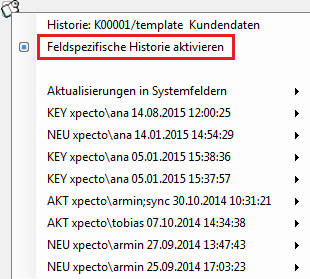 Historie: K00001/template Kundendaten
Feldspezifische Historie aktivieren
Aktualisierungen in Systemfeldern
KEY xpecto\ana 14.08.2015 12:00:25
NEU xpecto\ana 14.01.2015 14:54:29
KEY xpecto\ana 05.01.2015 15:38:36
KEY xpecto\ana 05.01.2015 15:37:57
AKT xpecto\armin;sync 30.10.2014 10:31:21
AKT xpecto\tobias 07.10.2014 14:34:38
NEU xpecto\armin 27.09.2014 13:47:43
NEU xpecto\armin 25.09.2014 17:03:23